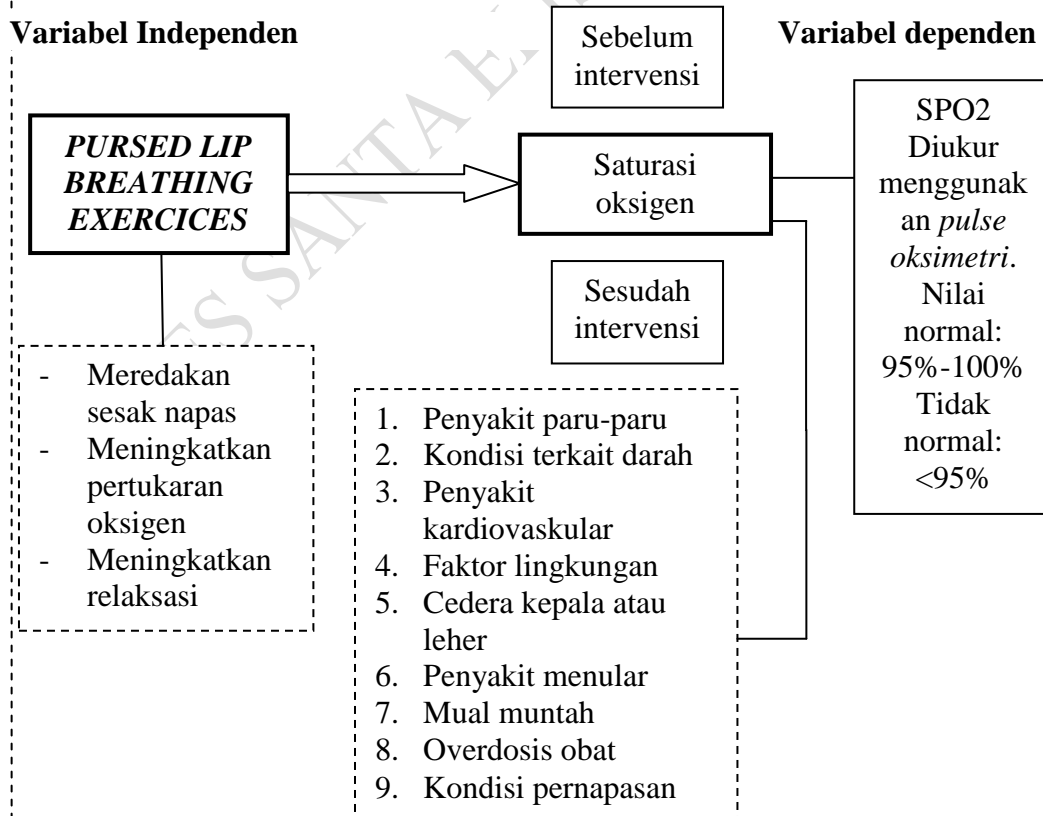 Variabel Independen
Sebelum
intervensi
Variabel dependen
PURSED LIP
BREATHING
EXERCICES
Saturasi
oksigen
SPO2
Diukur
menggunak
an pulse
oksimetri.
Nilai
normal:
95%-100%
Tidak
normal:
<95%
Sesudah
intervensi
- Meredakan
sesak napas
- Meningkatkan
pertukaran
oksigen
- Meningkatkan
relaksasi
1. Penyakit paru-paru
2. Kondisi terkait darah
3. Penyakit
kardiovaskular
4. Faktor lingkungan
5. Cedera kepala atau
leher
6. Penyakit menular
7. Mual muntah
8. Overdosis obat
9. Kondisi pernapasan
SANTA